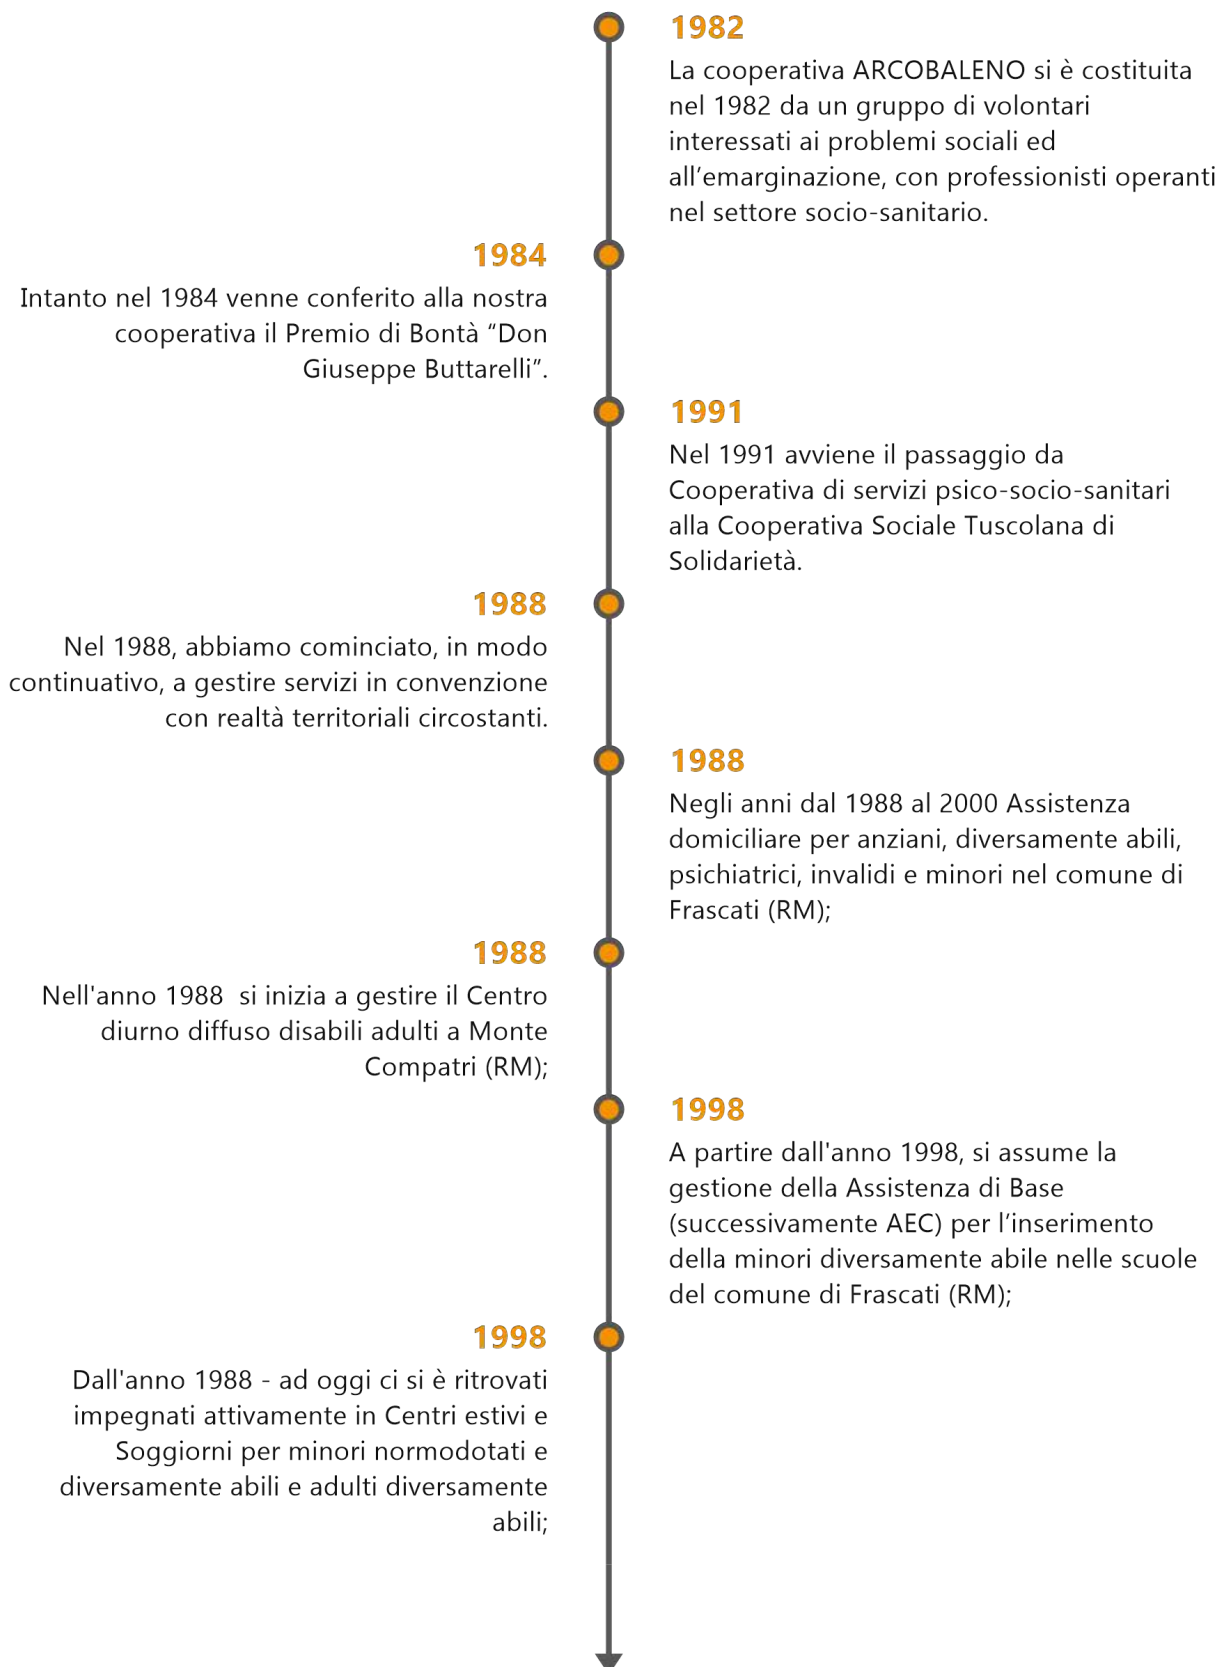 1982
La cooperativa ARCOBALENO si è costituita
nel 1982 da un gruppo di volontari
interessati ai problemi sociali ed
all’emarginazione, con professionisti operanti
nel settore socio-sanitario.
1984
Intanto nel 1984 venne conferito alla nostra
cooperativa il Premio di Bontà “Don
Giuseppe Buttarelli”.
1991
Nel 1991 avviene il passaggio da
Cooperativa di servizi psico-socio-sanitari
alla Cooperativa Sociale Tuscolana di
Solidarietà.
1988
Nel 1988, abbiamo cominciato, in modo
continuativo, a gestire servizi in convenzione
con realtà territoriali circostanti.
1988
Negli anni dal 1988 al 2000 Assistenza
domiciliare per anziani, diversamente abili,
psichiatrici, invalidi e minori nel comune di
Frascati (RM);
1988
Nell'anno 1988  si inizia a gestire il Centro
diurno diffuso disabili adulti a Monte
Compatri (RM);
1998
A partire dall'anno 1998, si assume la
gestione della Assistenza di Base
(successivamente AEC) per l’inserimento
della minori diversamente abile nelle scuole
del comune di Frascati (RM);
1998
Dall'anno 1988 - ad oggi ci si è ritrovati
impegnati attivamente in Centri estivi e
Soggiorni per minori normodotati e
diversamente abili e adulti diversamente
abili;